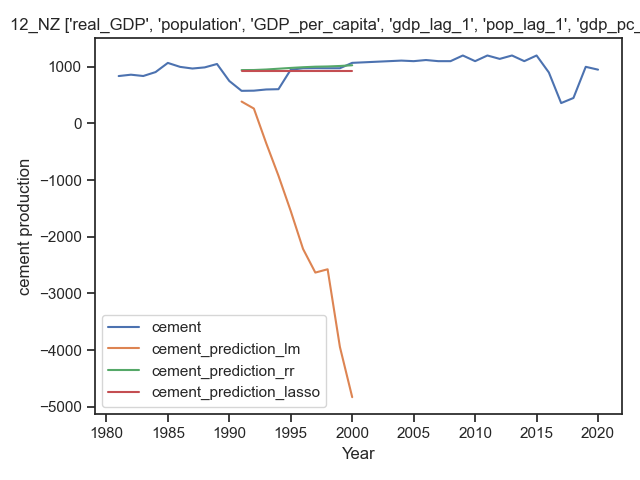 12_NZ ['real_GDP', 'population', 'GDP_per_capita', 'gdp_lag_1', 'pop_lag_1', 'gdp_pc_
1000
0
−1000
−2000
−3000
−4000
−5000
cement production
cement
cement_prediction_lm
cement_prediction_rr
cement_prediction_lasso
1980 1985 1990 1995 2000 2005 2010 2015 2020
Year